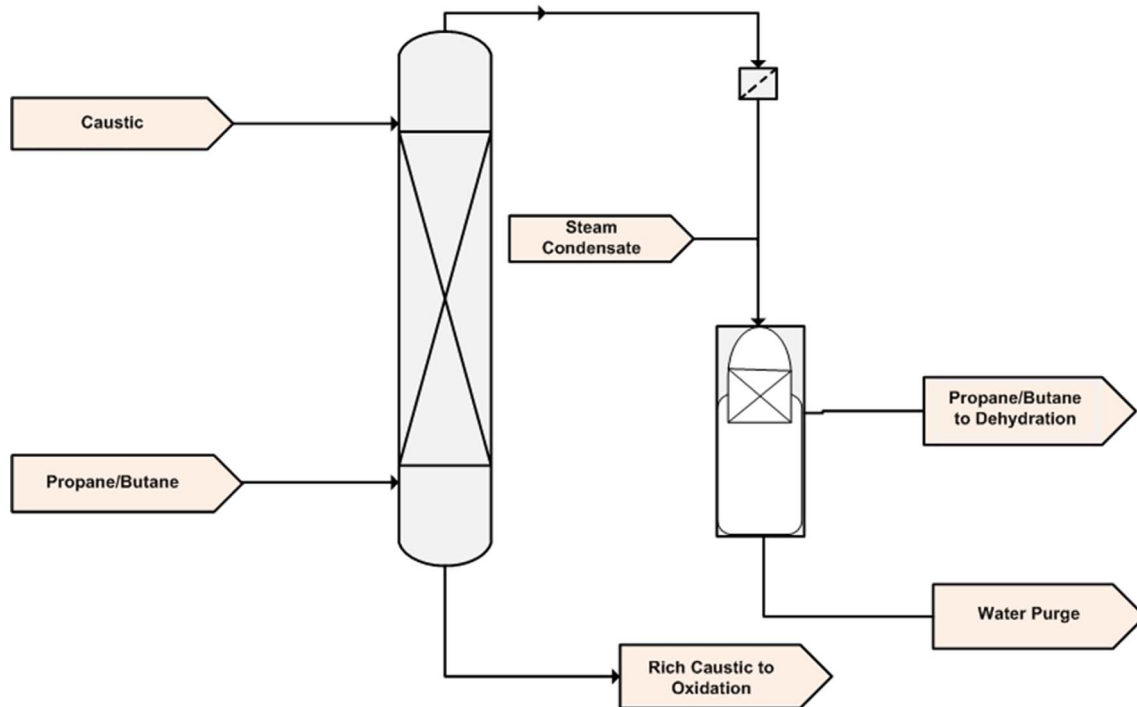 Caustic
Steam
Condensate
Propane/Butane
to Dehydration
Propane/Butane
Water Purge
Rich Caustic to
Oxidation